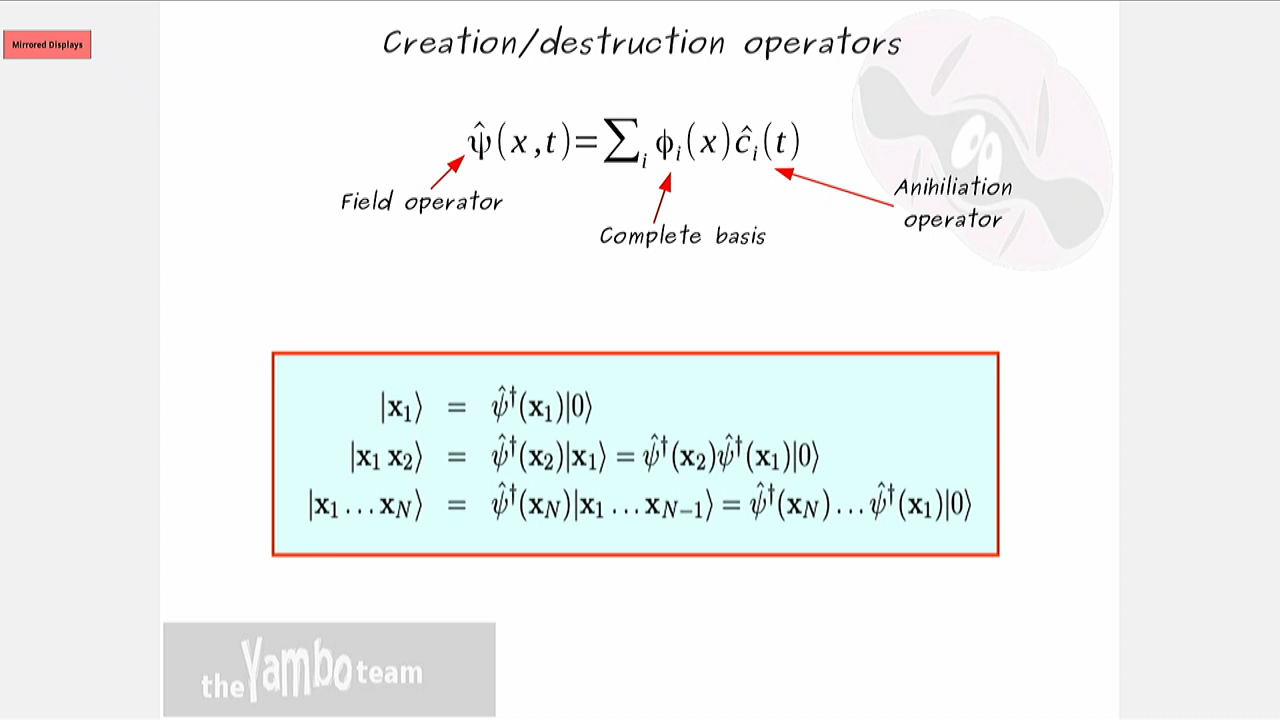 Mirrored Displays
Creation/destruction operators
ψ̂(x,t)=∑ᵢ ϕᵢ(x)ĉᵢ(t)
Field operator
Complete basis
Anihiliation
operator
|x₁⟩ = ψ̂†(x₁)|0⟩
|x₁ x₂⟩ = ψ̂†(x₂)|x₁⟩ = ψ̂†(x₂)ψ̂†(x₁)|0⟩
|x₁ … x_N⟩ = ψ̂†(x_N)|x₁ … x_{N−1}⟩ = ψ̂†(x_N) … ψ̂†(x₁)|0⟩
the Yambo team